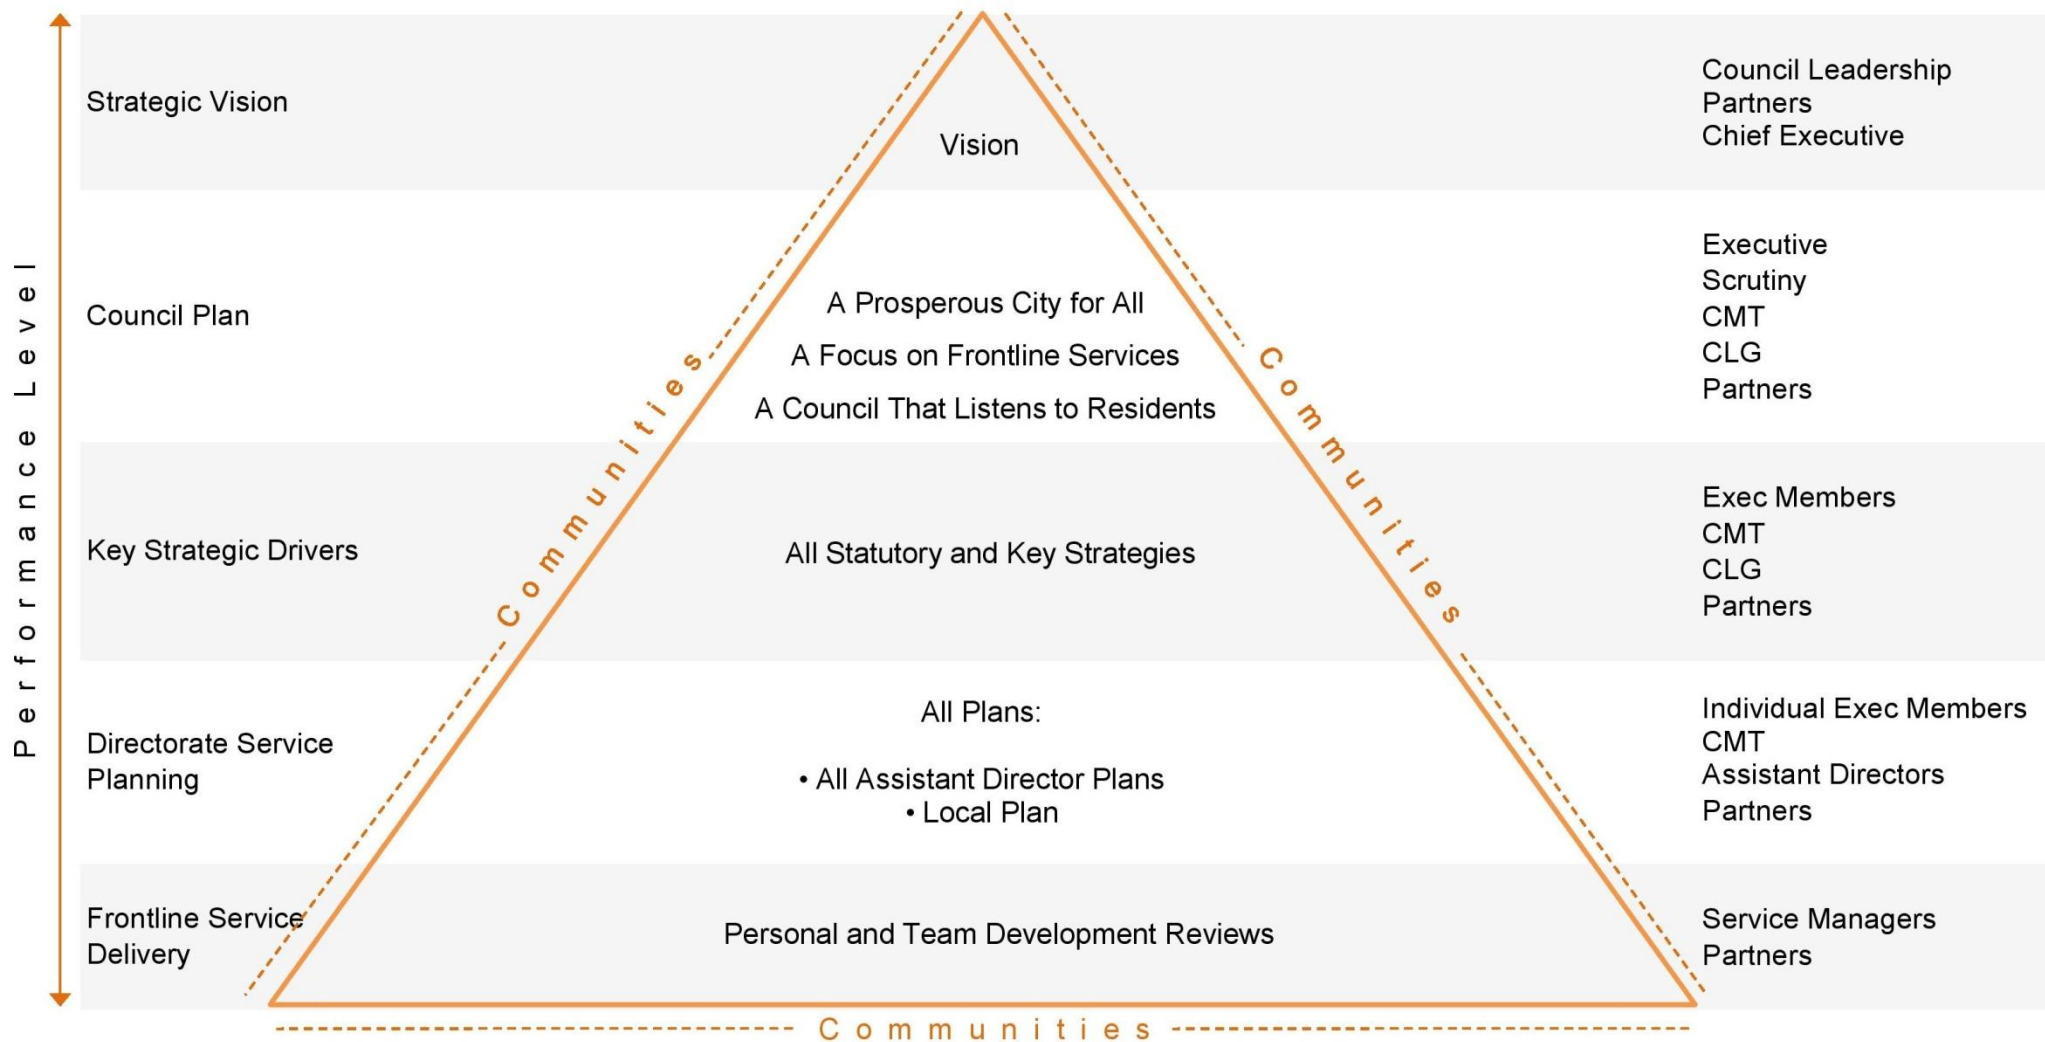 Performance Level
Strategic Vision
Vision
Council Leadership
Partners
Chief Executive
Council Plan
A Prosperous City for All
A Focus on Frontline Services
A Council That Listens to Residents
Executive
Scrutiny
CMT
CLG
Partners
Communities
Communities
Key Strategic Drivers
All Statutory and Key Strategies
Exec Members
CMT
CLG
Partners
Directorate Service
Planning
All Plans:
• All Assistant Director Plans
• Local Plan
Individual Exec Members
CMT
Assistant Directors
Partners
Frontline Service
Delivery
Personal and Team Development Reviews
Service Managers
Partners
Communities